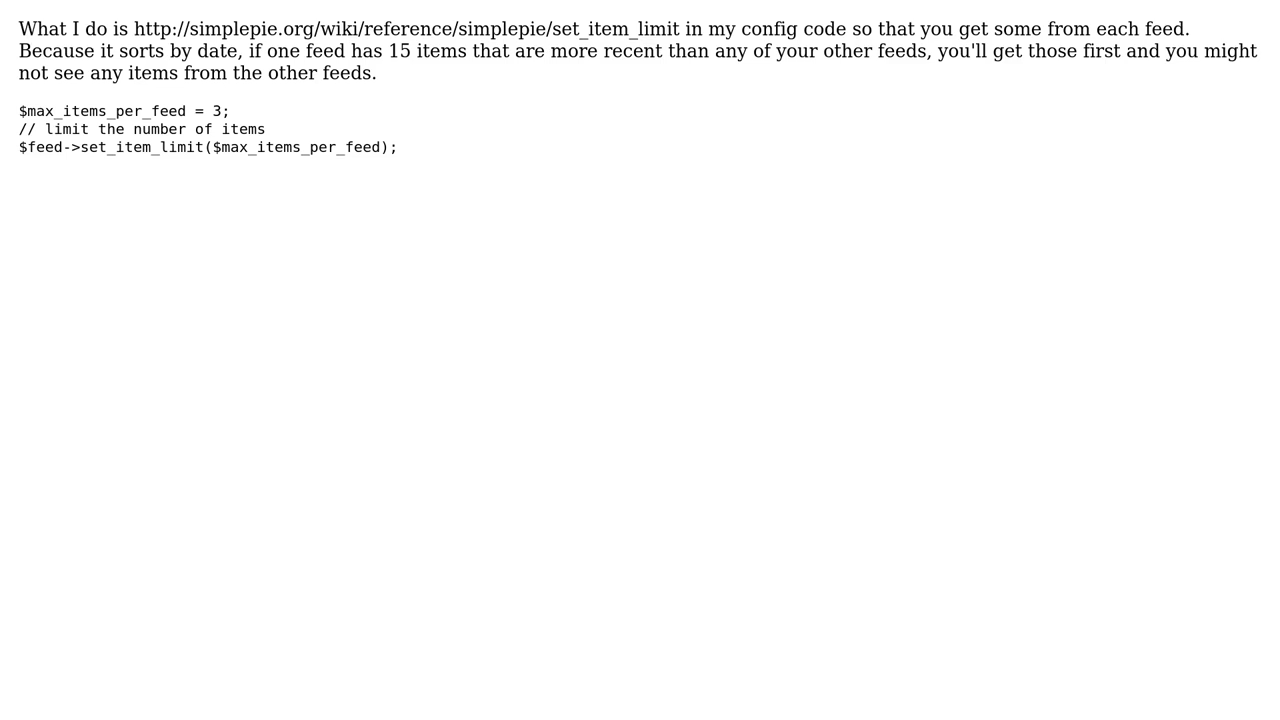 What I do is http://simplepie.org/wiki/reference/simplepie/set_item_limit in my config code so that you get some from each feed.
Because it sorts by date, if one feed has 15 items that are more recent than any of your other feeds, you'll get those first and you might
not see any items from the other feeds.
$max_items_per_feed = 3;
// limit the number of items
$feed->set_item_limit($max_items_per_feed);